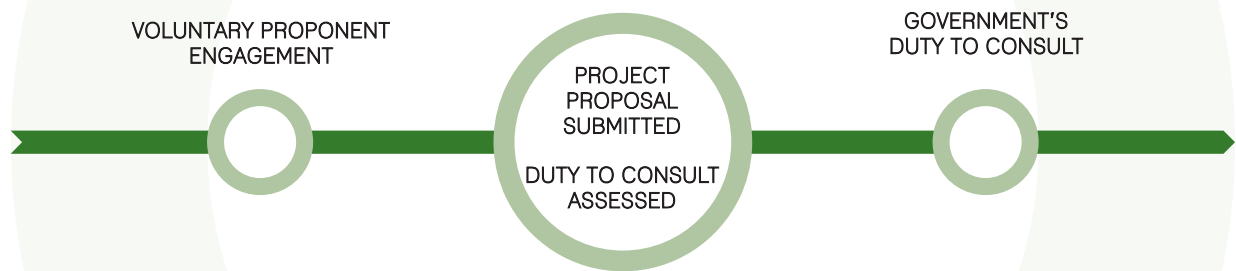 VOLUNTARY PROPONENT
ENGAGEMENT
PROJECT
PROPOSAL
SUBMITTED
DUTY TO CONSULT
ASSESSED
GOVERNMENT'S
DUTY TO CONSULT